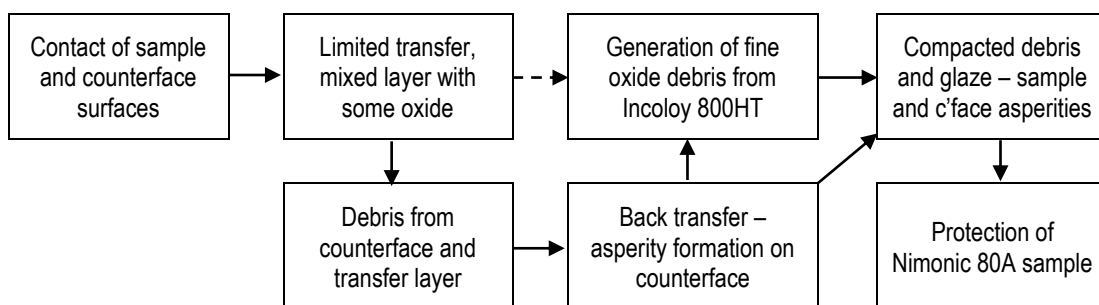 Contact of sample
and counterface
surfaces
Limited transfer,
mixed layer with
some oxide
Generation of fine
oxide debris from
Incoloy 800HT
Compacted debris
and glaze – sample
and c'face asperities
Debris from
counterface and
transfer layer
Back transfer –
asperity formation on
counterface
Protection of
Nimonic 80A sample